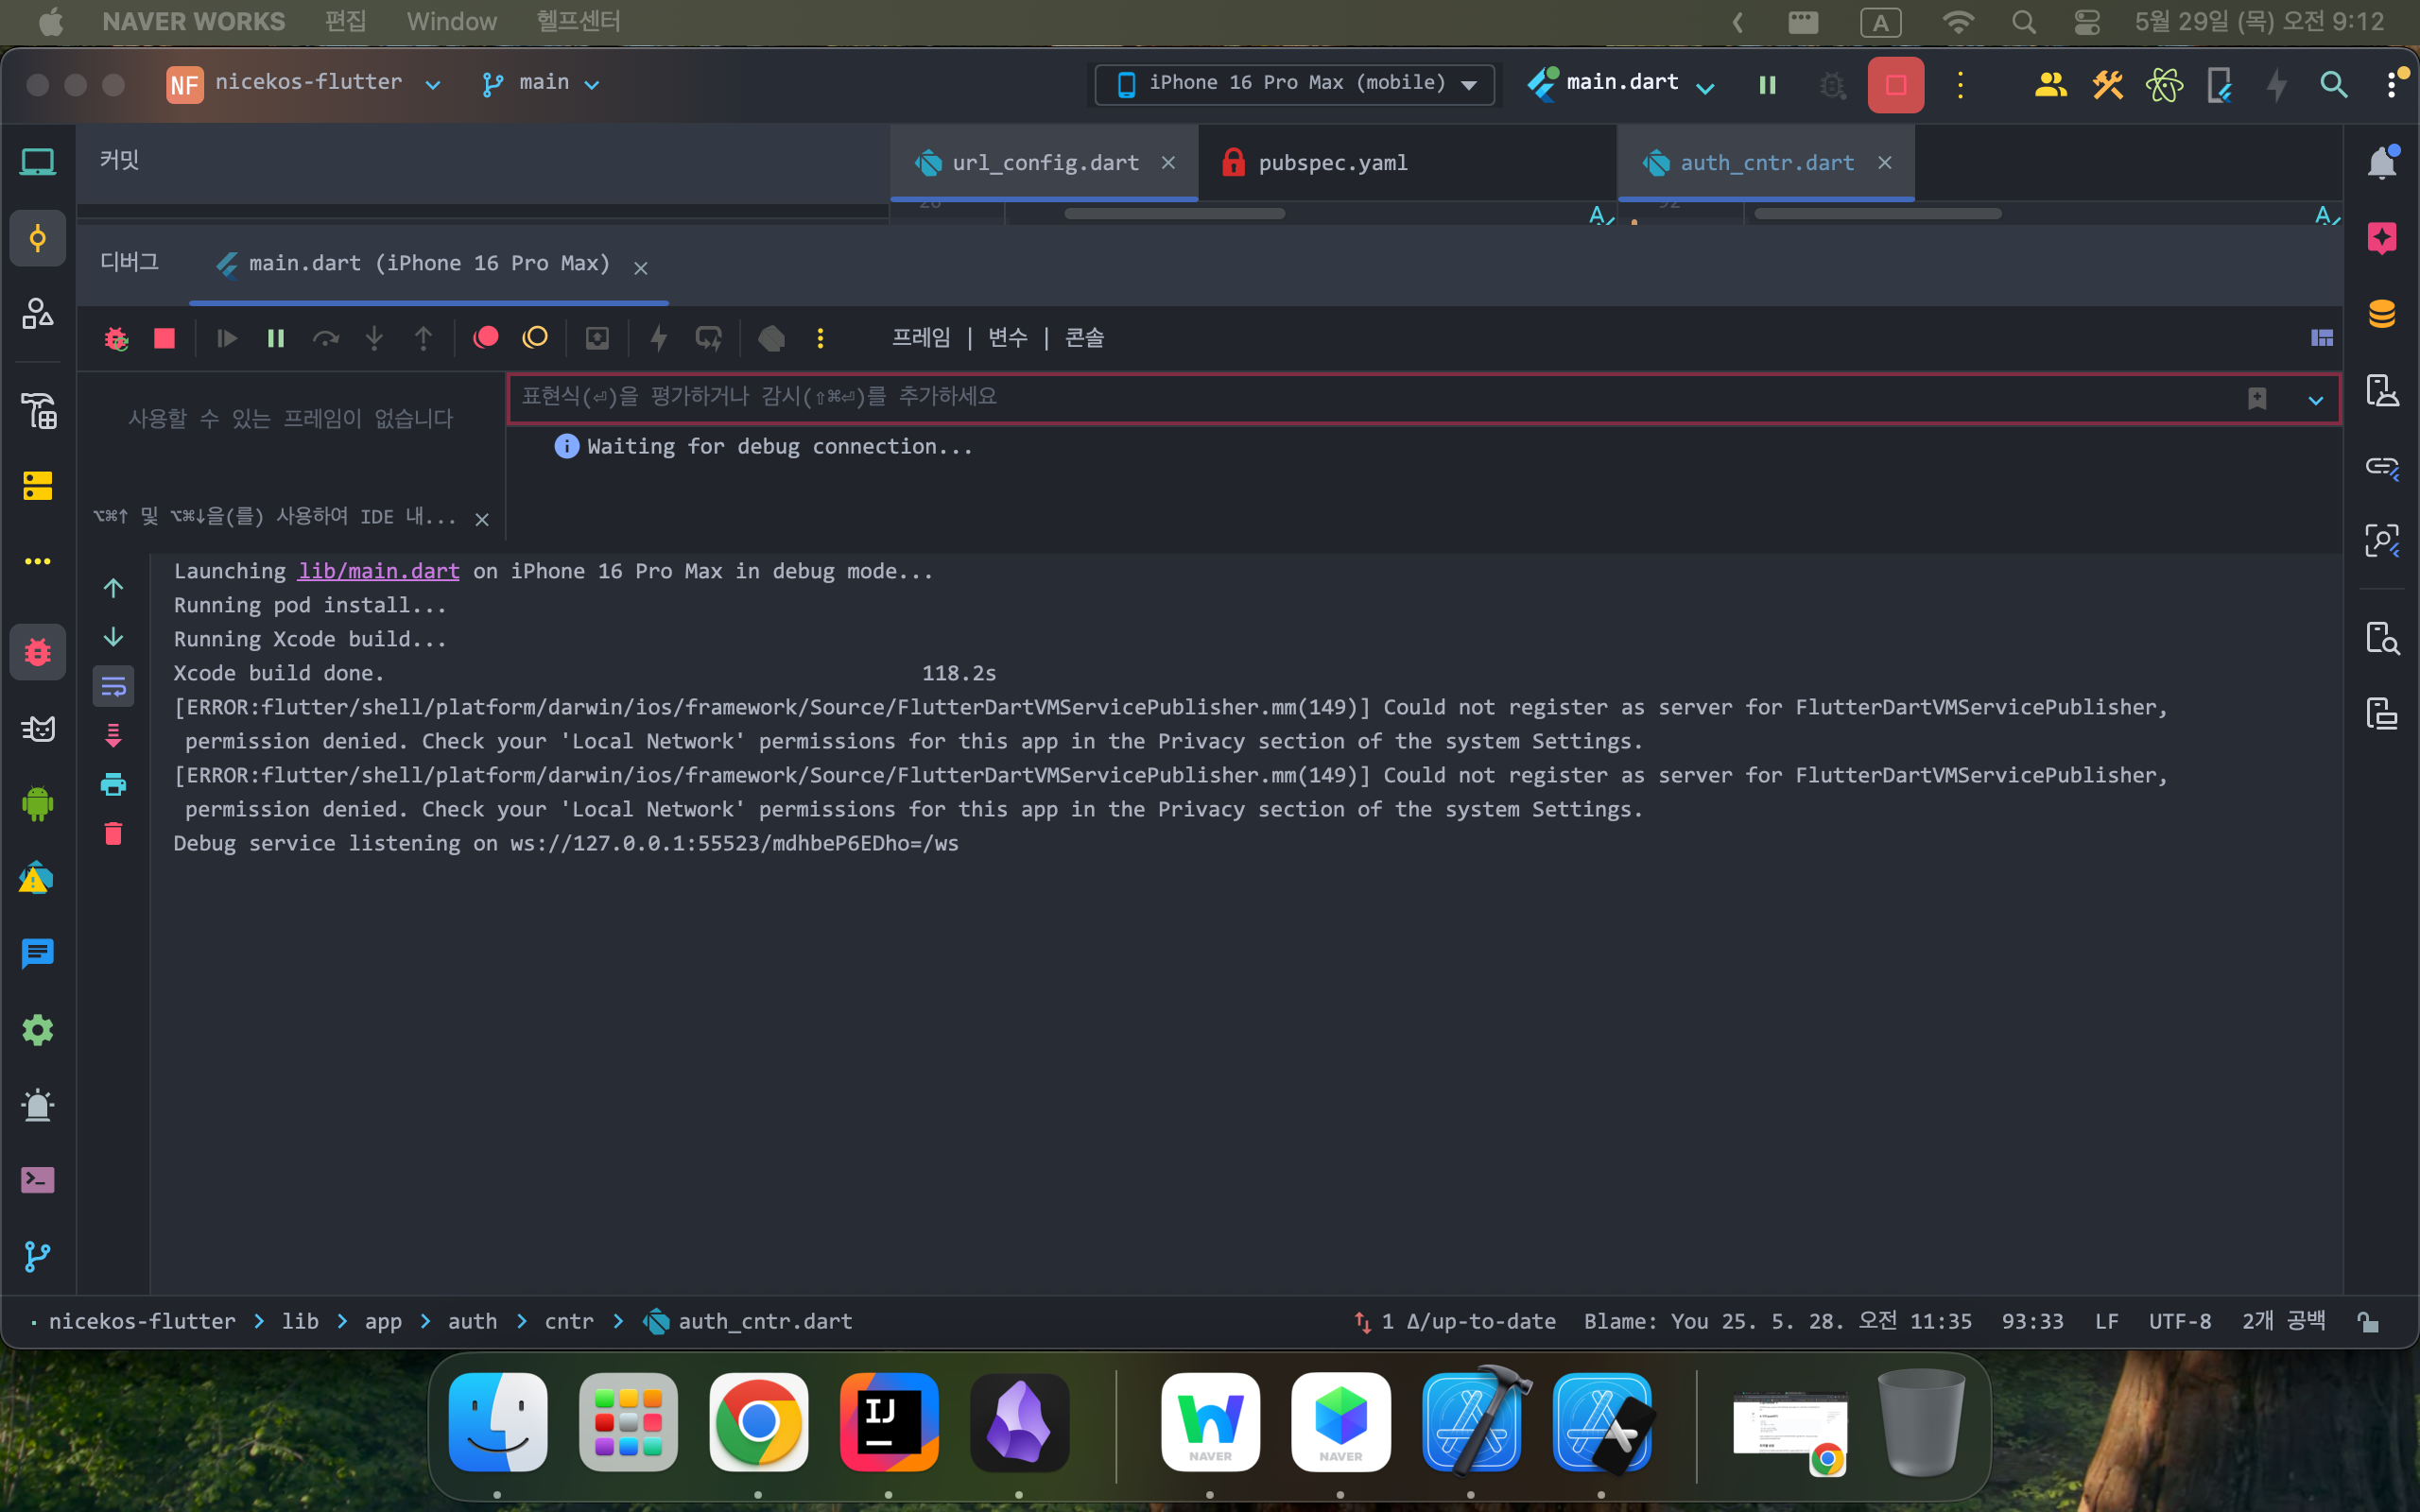 NAVER WORKS 편집 Window 헬프센터 A 5월 29일 (목) 오전 9:12
NF nicekos-flutter main iPhone 16 Pro Max (mobile) main.dart
커밋 url_config.dart pubspec.yaml auth_cntr.dart
디버그 main.dart (iPhone 16 Pro Max)
프레임 | 변수 | 콘솔
사용할 수 있는 프레임이 없습니다
표현식(⏎)을 평가하거나 감시(⇧⌘⏎)를 추가하세요
Waiting for debug connection...
⌥⌘↑ 및 ⌥⌘↓을(를) 사용하여 IDE 내...
Launching lib/main.dart on iPhone 16 Pro Max in debug mode...
Running pod install...
Running Xcode build...
Xcode build done. 118.2s
[ERROR:flutter/shell/platform/darwin/ios/framework/Source/FlutterDartVMServicePublisher.mm(149)] Could not register as server for FlutterDartVMServicePublisher,
permission denied. Check your 'Local Network' permissions for this app in the Privacy section of the system Settings.
[ERROR:flutter/shell/platform/darwin/ios/framework/Source/FlutterDartVMServicePublisher.mm(149)] Could not register as server for FlutterDartVMServicePublisher,
permission denied. Check your 'Local Network' permissions for this app in the Privacy section of the system Settings.
Debug service listening on ws://127.0.0.1:55523/mdhbeP6EDho=/ws
nicekos-flutter > lib > app > auth > cntr > auth_cntr.dart 1 Δ/up-to-date Blame: You 25. 5. 28. 오전 11:35 93:33 LF UTF-8 2개 공백
IJ
NAVER NAVER